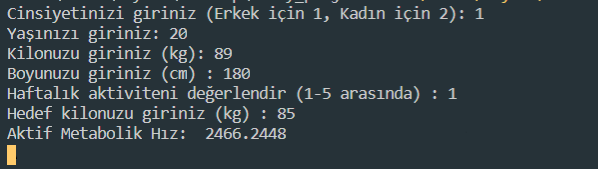 Cinsiyetinizi giriniz (Erkek için 1, Kadın için 2): 1
Yaşınızı giriniz: 20
Kilonuzu giriniz (kg): 89
Boyunuzu giriniz (cm) : 180
Haftalık aktiviteni değerlendir (1-5 arasında) : 1
Hedef kilonuzu giriniz (kg) : 85
Aktif Metabolik Hız:  2466.2448